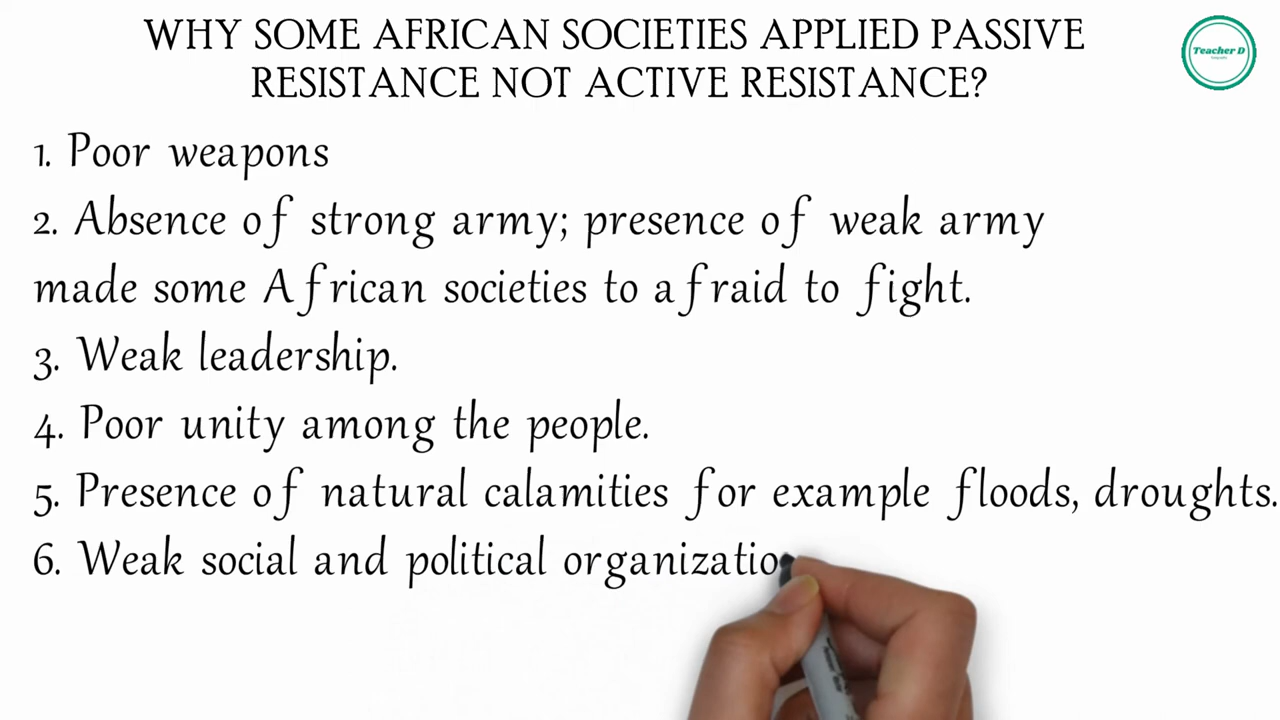 WHY SOME AFRICAN SOCIETIES APPLIED PASSIVE
RESISTANCE NOT ACTIVE RESISTANCE?
Teacher D
1. Poor weapons
2. Absence of strong army; presence of weak army
made some African societies to afraid to fight.
3. Weak leadership.
4. Poor unity among the people.
5. Presence of natural calamities for example floods, droughts.
6. Weak social and political organizatio